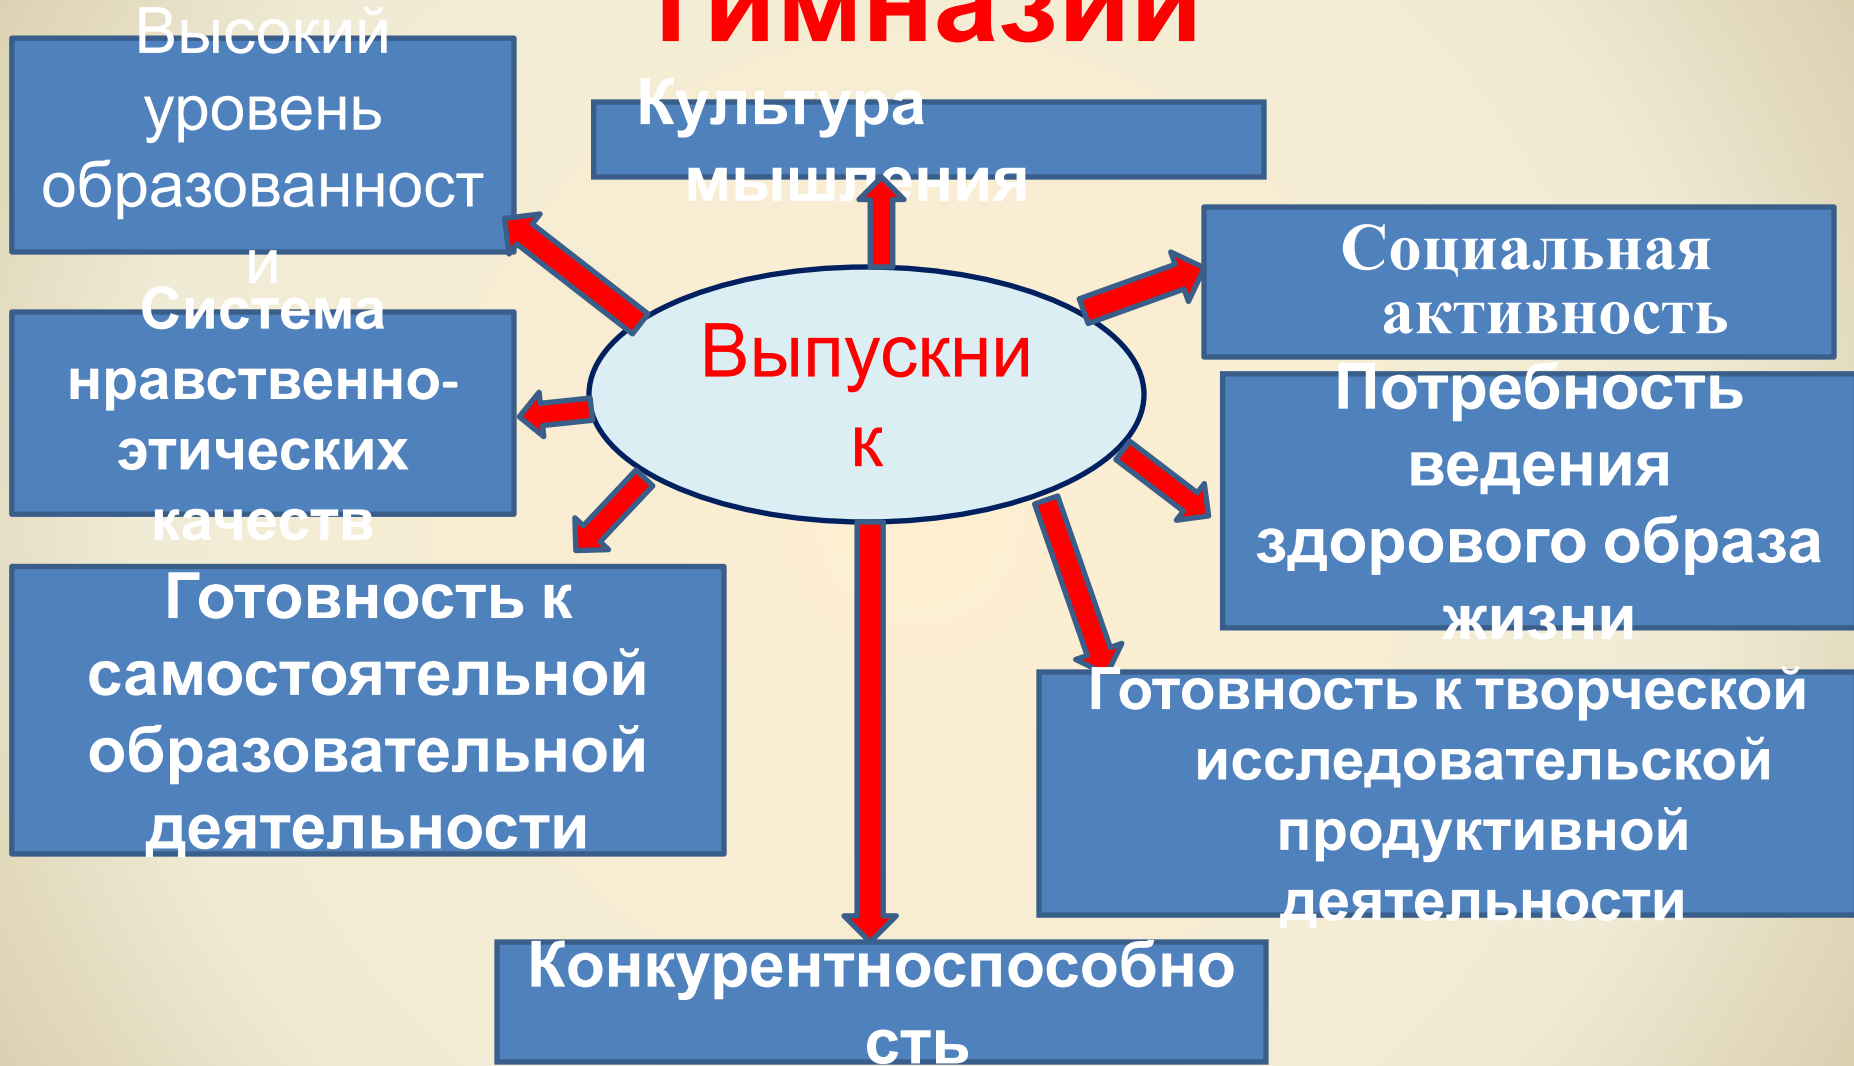 гимназии
Высокий
уровень
образованност
и
Культура
мышления
Социальная
активность
Система
нравственно-
этических
качеств
Выпускни
к
Потребность
ведения
здорового образа
жизни
Готовность к
самостоятельной
образовательной
деятельности
Готовность к творческой
исследовательской
продуктивной
деятельности
Конкурентноспособно
сть